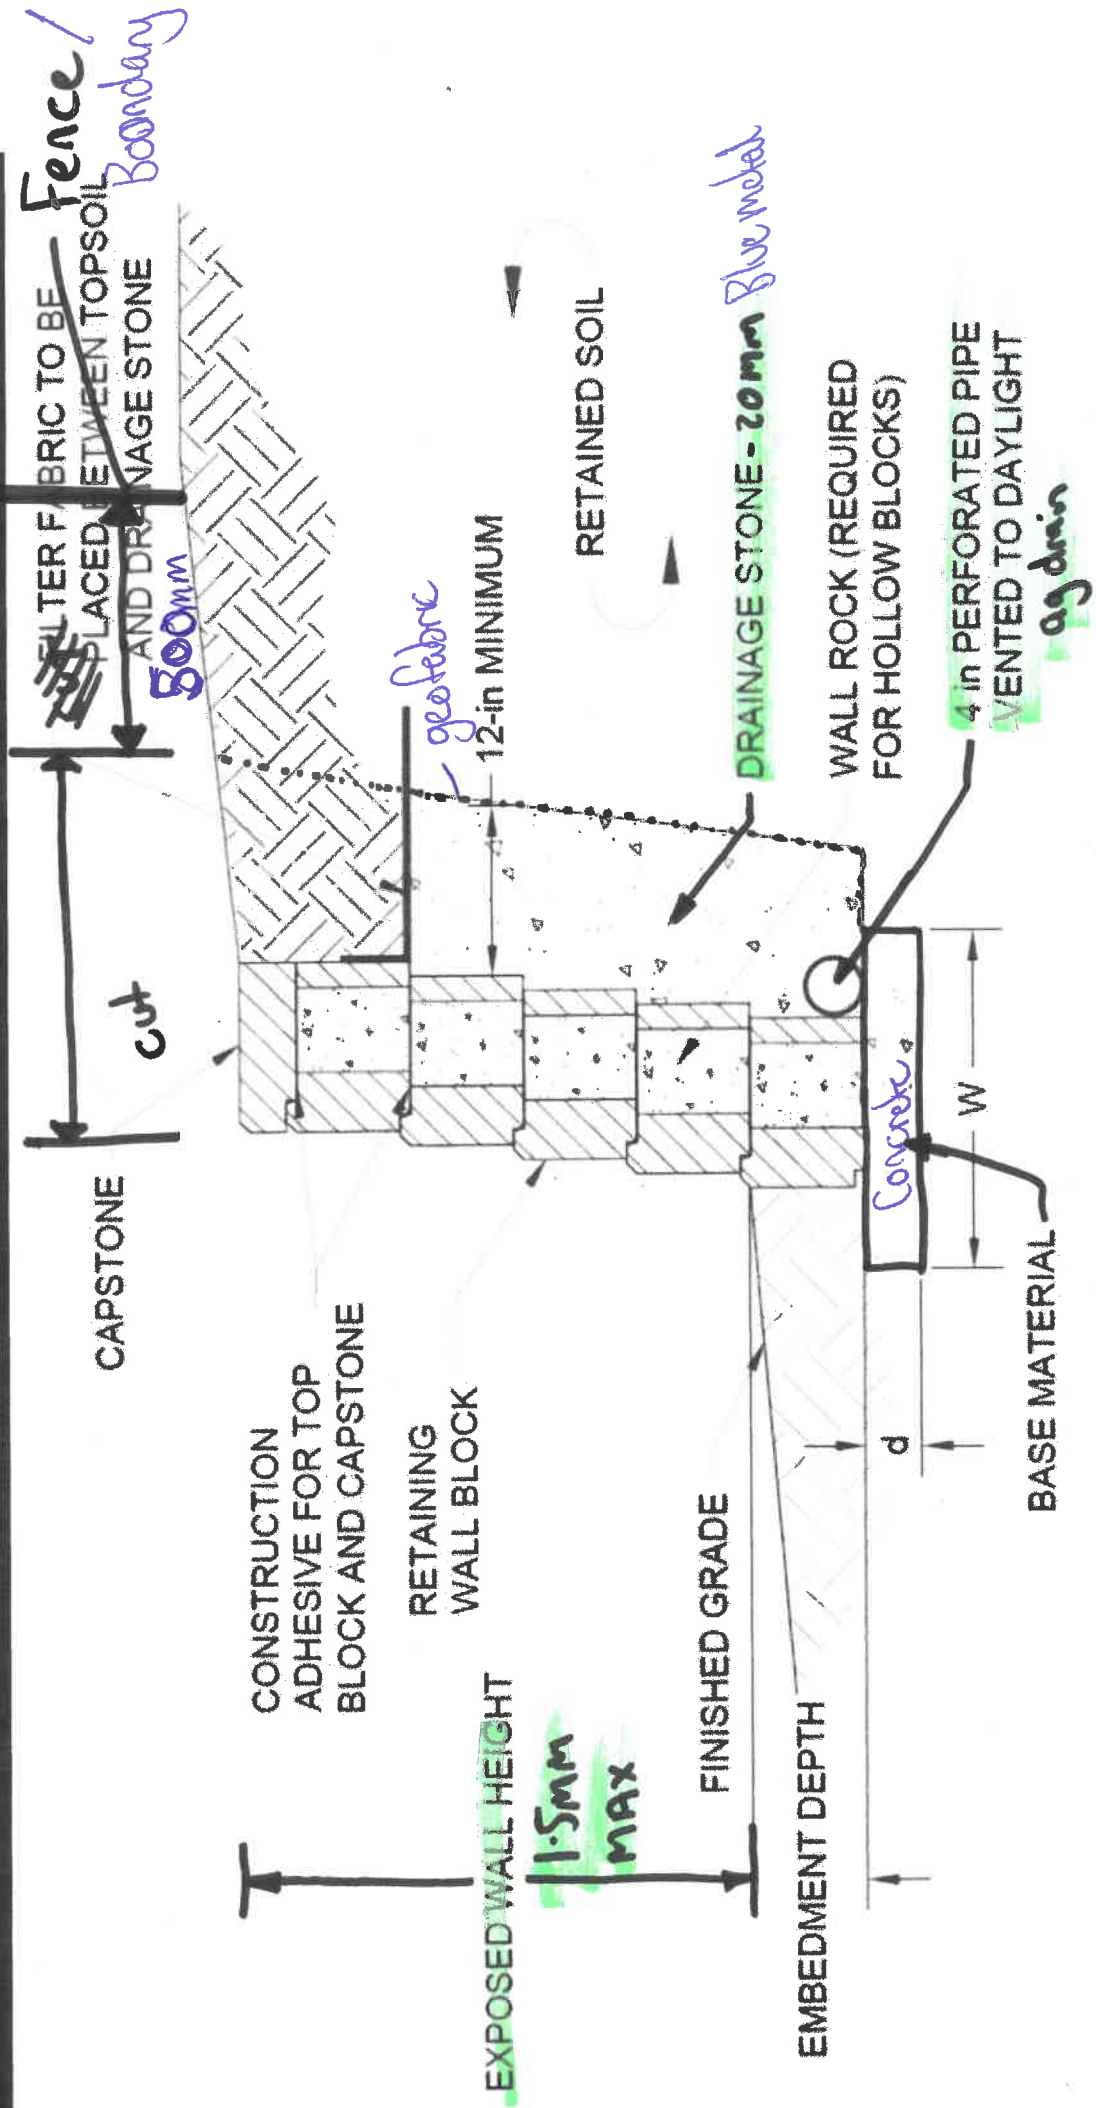 Fence /
Boondary
FILTER FABRIC TO BE
PLACED BETWEEN TOPSOIL
AND DRAINAGE STONE
500mm
cut
CAPSTONE
CONSTRUCTION
ADHESIVE FOR TOP
BLOCK AND CAPSTONE
geofabric
12-in MINIMUM
RETAINING
WALL BLOCK
RETAINED SOIL
EXPOSED WALL HEIGHT
1.5mm
MAX
DRAINAGE STONE - 20mm Blue metal
FINISHED GRADE
WALL ROCK (REQUIRED
FOR HOLLOW BLOCKS)
EMBEDMENT DEPTH
4 in PERFORATED PIPE
VENTED TO DAYLIGHT
ag drain
Concrete
d
W
BASE MATERIAL